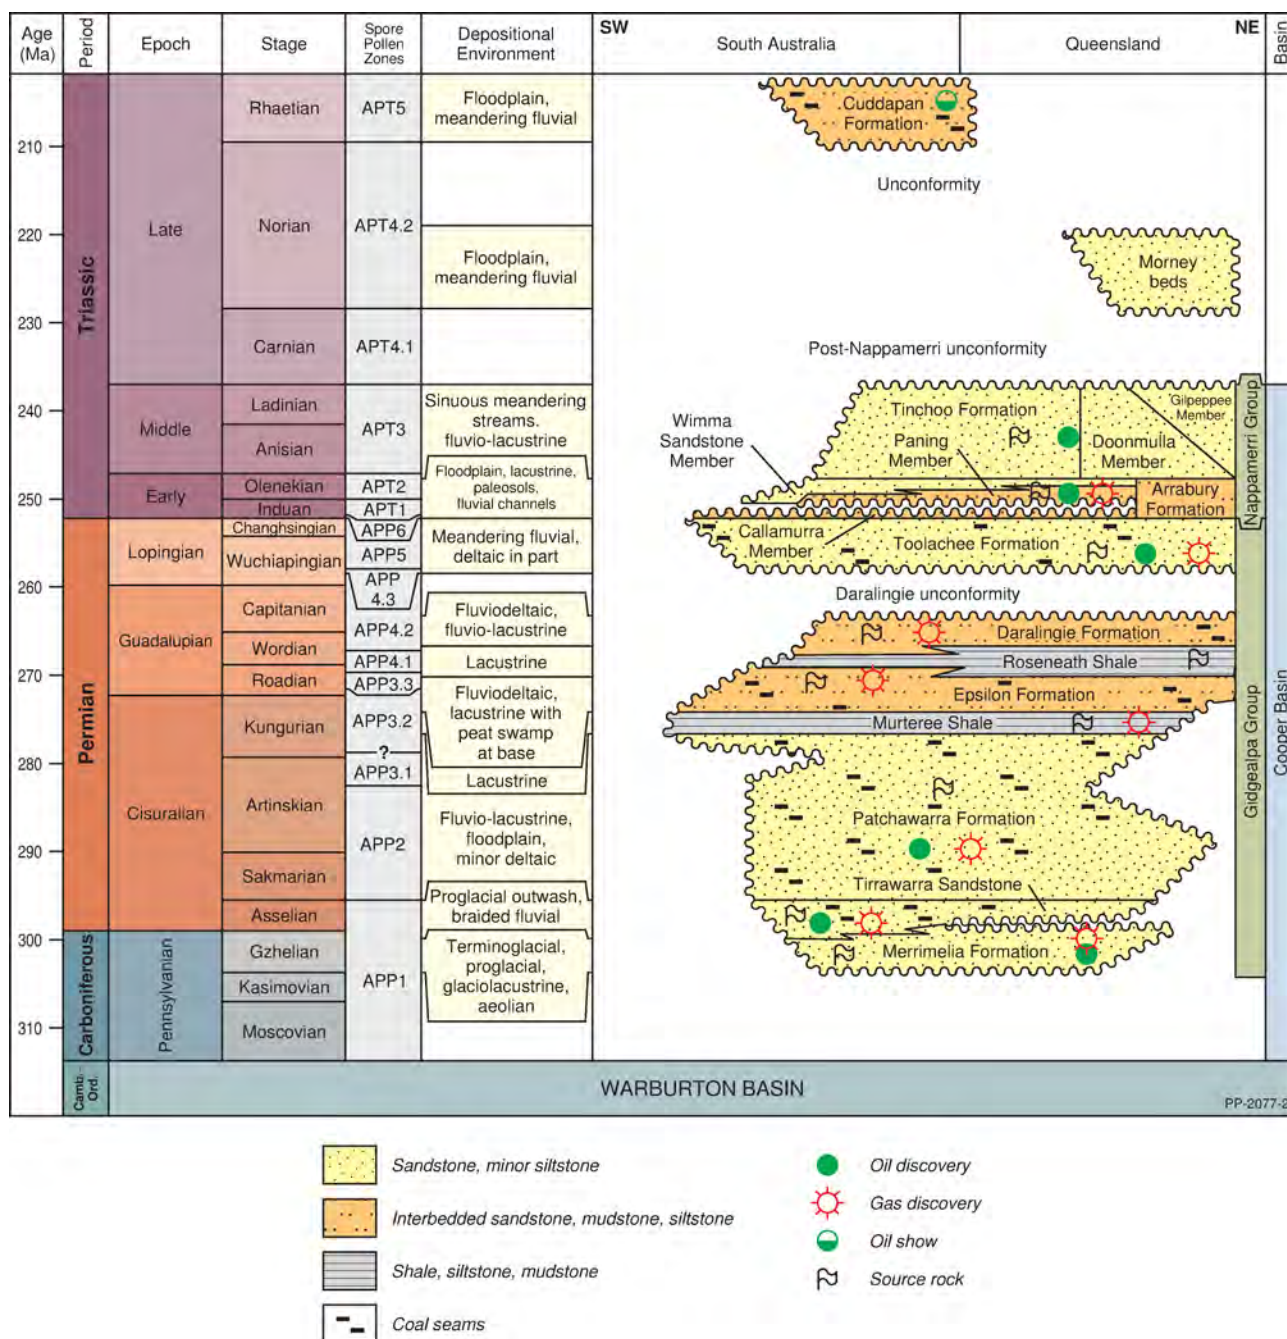 Age
(Ma)
Period
Epoch
Stage
Spore
Pollen
Zones
Depositional
Environment
SW
South Australia
Queensland
NE
Basin
210
220
230
240
250
260
270
280
290
300
310
Triassic
Permian
Carboniferous
Ord.
Late
Middle
Early
Lopingian
Guadalupian
Cisuralian
Pennsylvanian
Rhaetian
Norian
Carnian
Ladinian
Anisian
Olenekian
Induan
Changhsingian
Wuchiapingian
Capitanian
Wordian
Roadian
Kungurian
Artinskian
Sakmarian
Asselian
Gzhelian
Kasimovian
Moscovian
APT5
APT4.2
APT4.1
APT3
APT2
APT1
APP6
APP5
APP
4.3
APP4.2
APP4.1
APP3.3
APP3.2
?
APP3.1
APP2
APP1
Floodplain,
meandering fluvial
Floodplain,
meandering fluvial
Sinuous meandering
streams.
fluvio-lacustrine
Floodplain, lacustrine,
paleosols,
fluvial channels
Meandering fluvial,
deltaic in part
Fluviodeltaic,
fluvio-lacustrine
Lacustrine
Fluviodeltaic,
lacustrine with
peat swamp
at base
Lacustrine
Fluvio-lacustrine,
floodplain,
minor deltaic
Proglacial outwash,
braided fluvial
Terminoglacial,
proglacial,
glaciolacustrine,
aeolian
Cuddapan
Formation
Unconformity
Morney
beds
Post-Nappamerri unconformity
Tinchoo Formation
Gilpeppee
Member
Wimma
Sandstone
Member
Paning
Member
Doonmulla
Member
Arrabury
Formation
Callamurra
Member
Toolachee Formation
Daralingie unconformity
Daralingie Formation
Roseneath Shale
Epsilon Formation
Murteree Shale
Patchawarra Formation
Tirrawarra Sandstone
Merrimelia Formation
Nappamerri Group
Gidgealpa Group
Cooper Basin
WARBURTON BASIN
Sandstone, minor siltstone
Interbedded sandstone, mudstone, siltstone
Shale, siltstone, mudstone
Coal seams
Oil discovery
Gas discovery
Oil show
Source rock